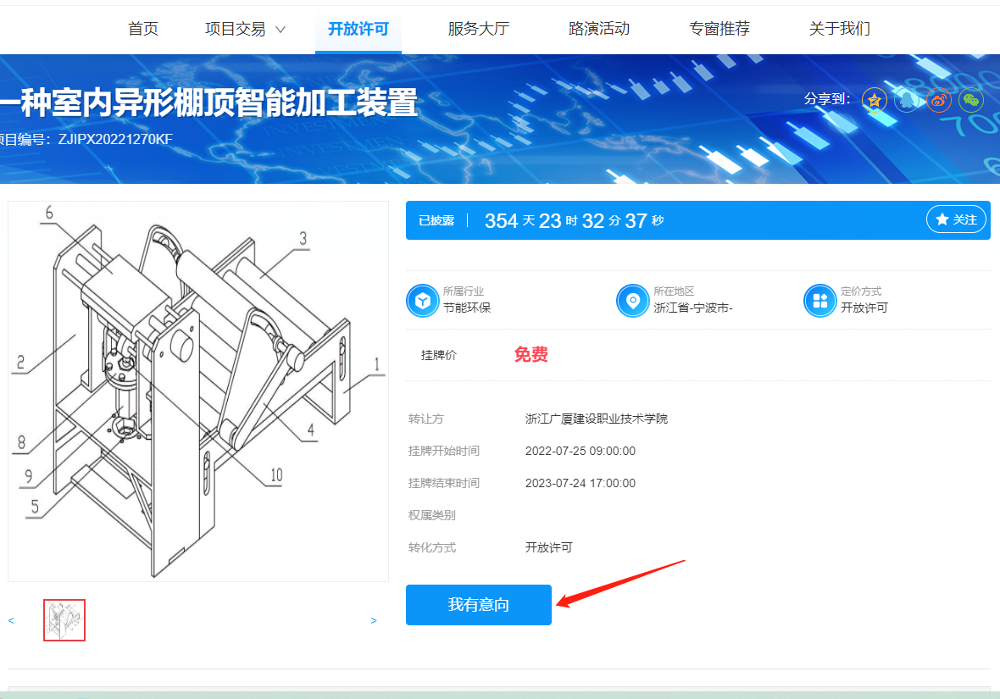 首页 项目交易 开放许可 服务大厅 路演活动 专窗推荐 关于我们
一种室内异形棚顶智能加工装置
项目编号：ZJIPX20221270KF
分享到：
已披露 354 天 23 时 32 分 37 秒 关注
所属行业
节能环保
所在地区
浙江省-宁波市-
定价方式
开放许可
挂牌价 免费
转让方 浙江广厦建设职业技术学院
挂牌开始时间 2022-07-25 09:00:00
挂牌结束时间 2023-07-24 17:00:00
权属类别
转化方式 开放许可
我有意向
6
3
2
1
4
8
9
10
5
< >